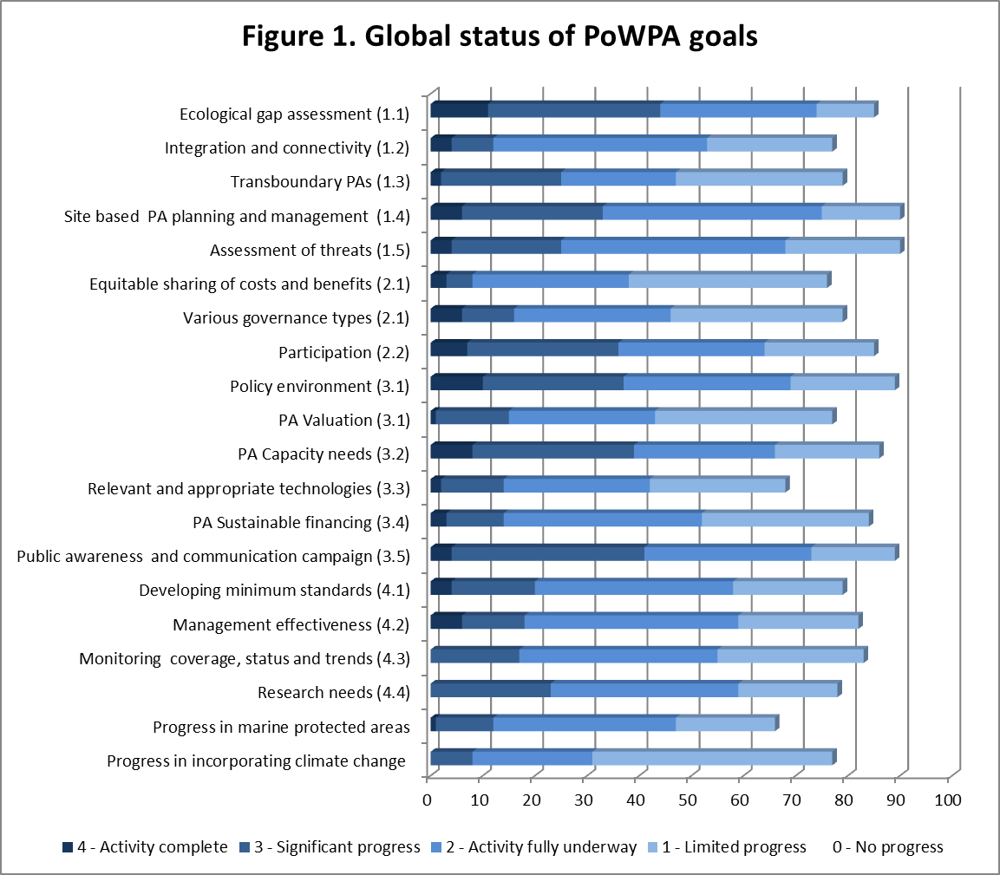 Figure 1. Global status of PoWPA goals
Ecological gap assessment (1.1)
Integration and connectivity (1.2)
Transboundary PAs (1.3)
Site based  PA planning and management  (1.4)
Assessment of threats (1.5)
Equitable sharing of costs and benefits (2.1)
Various governance types (2.1)
Participation (2.2)
Policy environment (3.1)
PA Valuation (3.1)
PA Capacity needs (3.2)
Relevant and appropriate technologies (3.3)
PA Sustainable financing (3.4)
Public awareness  and communication campaign (3.5)
Developing minimum standards (4.1)
Management effectiveness (4.2)
Monitoring  coverage, status and trends (4.3)
Research needs (4.4)
Progress in marine protected areas
Progress in incorporating climate change
0 10 20 30 40 50 60 70 80 90 100
4 - Activity complete 3 - Significant progress 2 - Activity fully underway 1 - Limited progress 0 - No progress